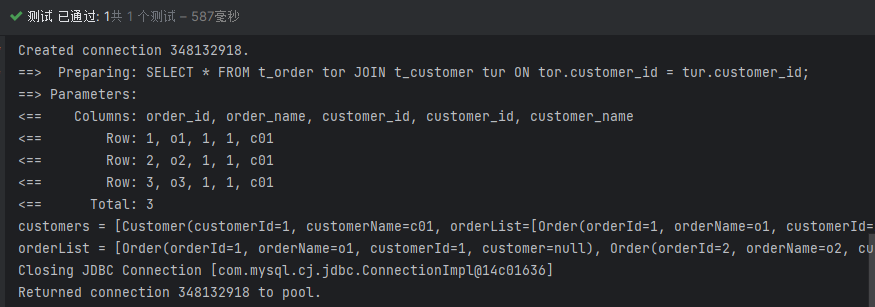 测试 已通过: 1共 1 个测试 – 587毫秒
Created connection 348132918.
==>  Preparing: SELECT * FROM t_order tor JOIN t_customer tur ON tor.customer_id = tur.customer_id;
==> Parameters:
<==    Columns: order_id, order_name, customer_id, customer_id, customer_name
<==        Row: 1, o1, 1, 1, c01
<==        Row: 2, o2, 1, 1, c01
<==        Row: 3, o3, 1, 1, c01
<==      Total: 3
customers = [Customer(customerId=1, customerName=c01, orderList=[Order(orderId=1, orderName=o1, customerId=
orderList = [Order(orderId=1, orderName=o1, customerId=1, customer=null), Order(orderId=2, orderName=o2, cu
Closing JDBC Connection [com.mysql.cj.jdbc.ConnectionImpl@14c01636]
Returned connection 348132918 to pool.